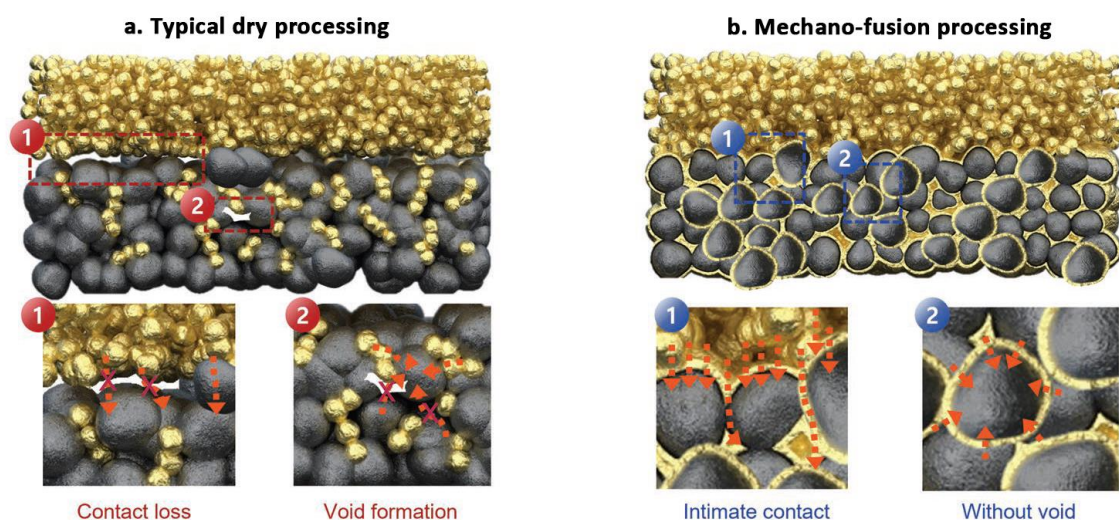 a. Typical dry processing
b. Mechano-fusion processing
1
2
1
2
1
2
1
2
Contact loss
Void formation
Intimate contact
Without void